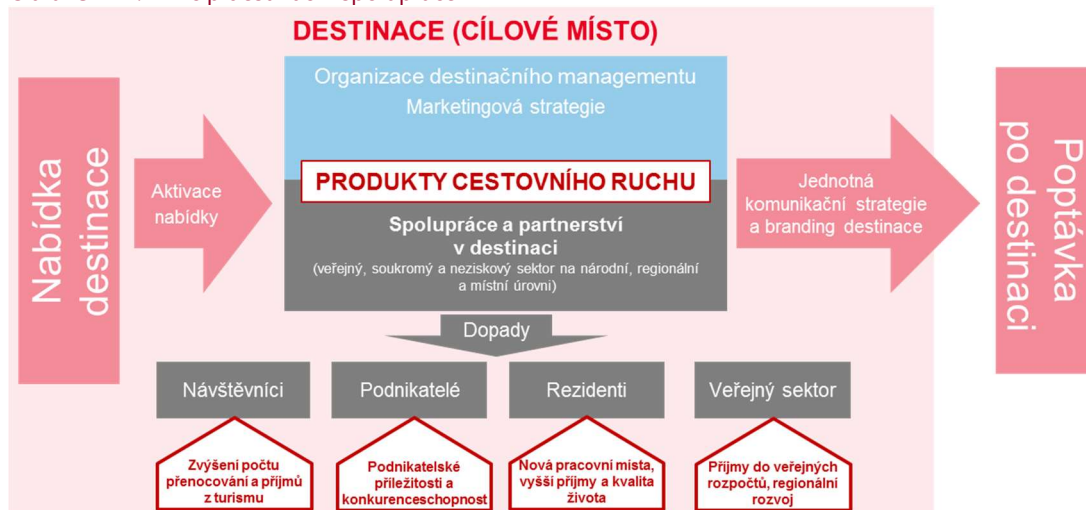 DESTINACE (CÍLOVÉ MÍSTO)
Nabídka
destinace
Aktivace
nabídky
Organizace destinačního managementu
Marketingová strategie
PRODUKTY CESTOVNÍHO RUCHU
Spolupráce a partnerství
v destinaci
(veřejný, soukromý a neziskový sektor na národní, regionální
a místní úrovni)
Jednotná
komunikační strategie
a branding destinace
Poptávka
po destinaci
Dopady
Návštěvníci
Podnikatelé
Rezidenti
Veřejný sektor
Zvýšení počtu
přenocování a příjmů
z turismu
Podnikatelské
příležitosti a
konkurenceschopnost
Nová pracovní místa,
vyšší příjmy a kvalita
života
Příjmy do veřejných
rozpočtů, regionální
rozvoj